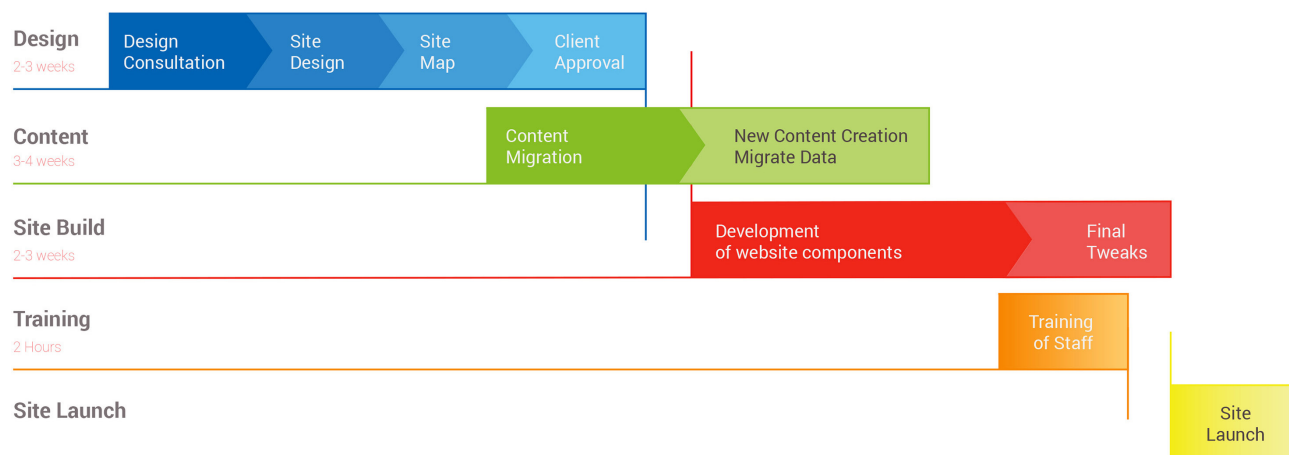 Design
2-3 weeks
Design
Consultation
Site
Design
Site
Map
Client
Approval
Content
3-4 weeks
Content
Migration
New Content Creation
Migrate Data
Site Build
2-3 weeks
Development
of website components
Final
Tweaks
Training
2 Hours
Training
of Staff
Site Launch
Site
Launch